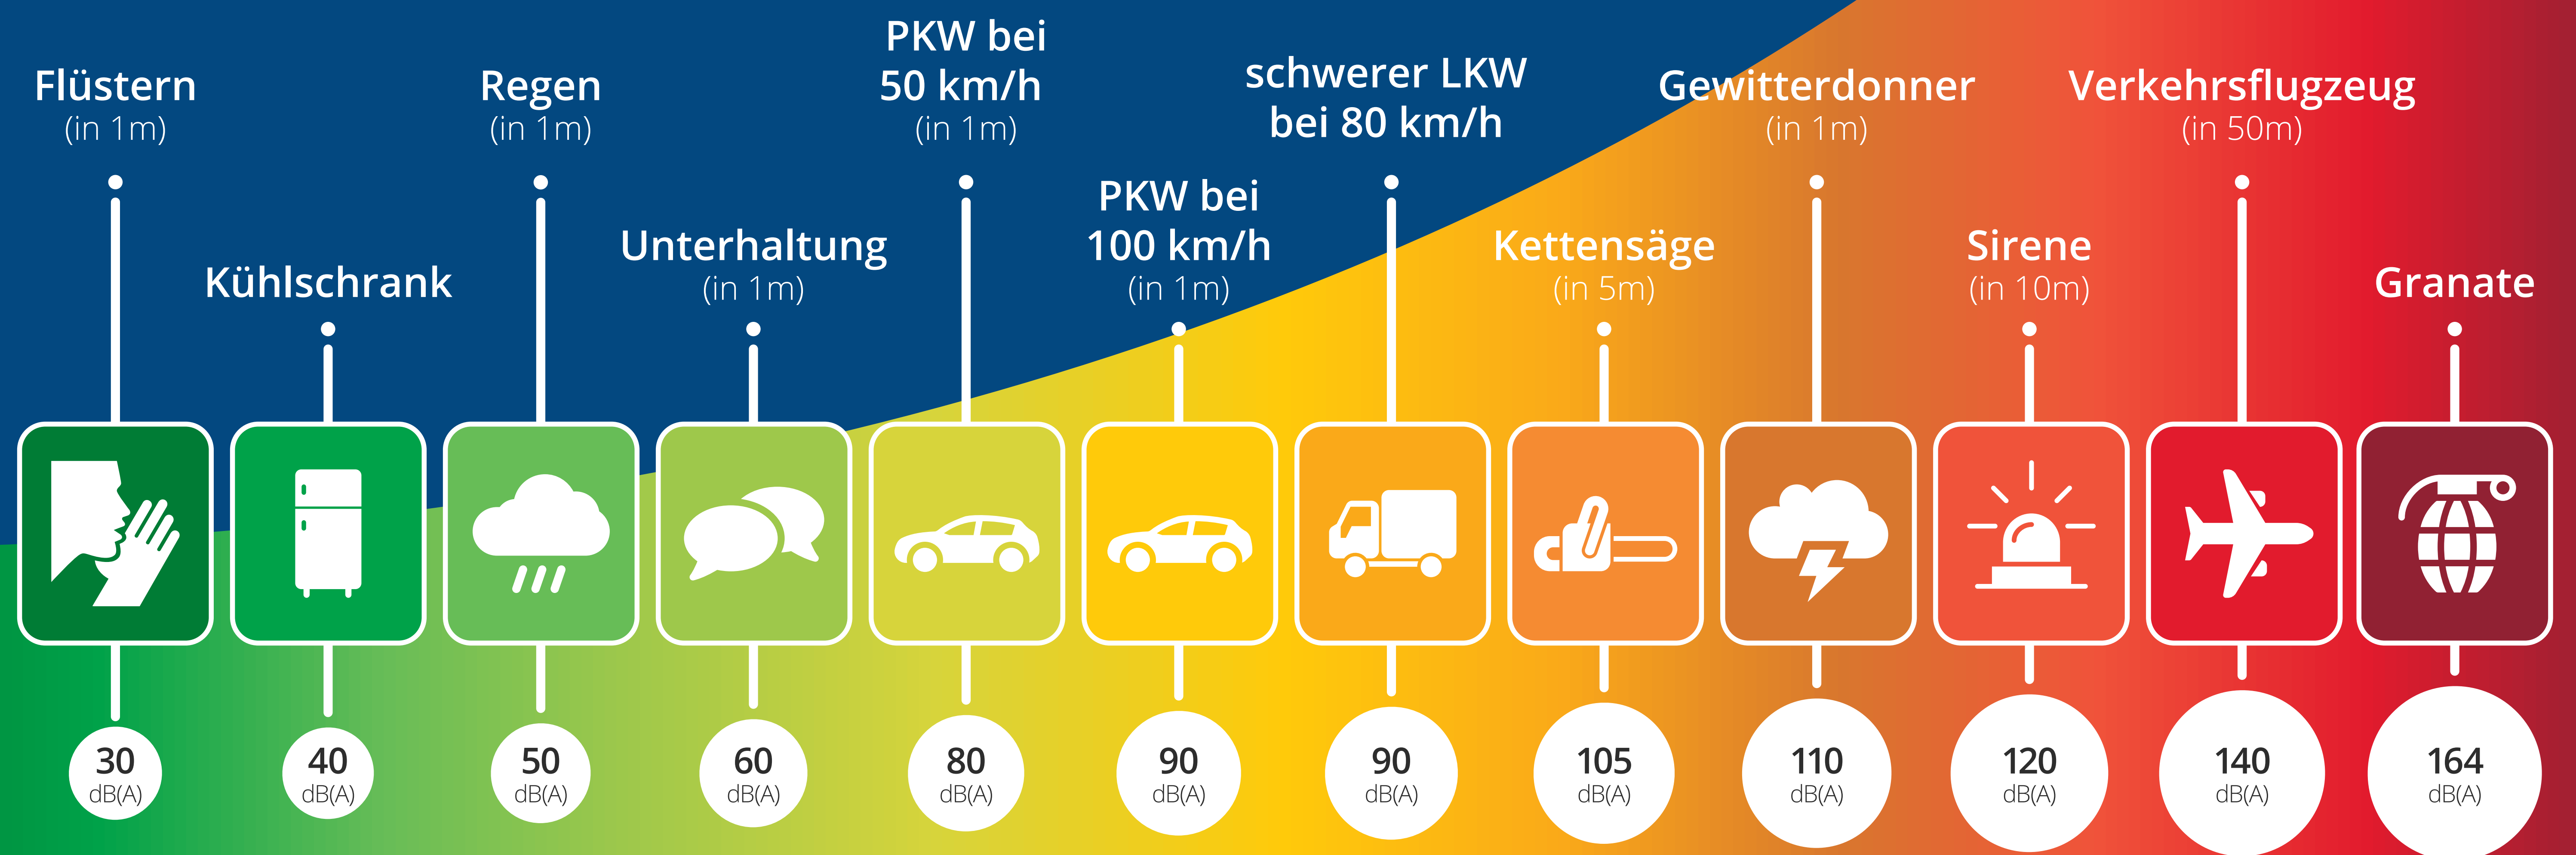 Flüstern
(in 1m)
30
dB(A)
Kühlschrank
40
dB(A)
Regen
(in 1m)
50
dB(A)
Unterhaltung
(in 1m)
60
dB(A)
PKW bei
50 km/h
(in 1m)
80
dB(A)
PKW bei
100 km/h
(in 1m)
90
dB(A)
schwerer LKW
bei 80 km/h
90
dB(A)
Kettensäge
(in 5m)
105
dB(A)
Gewitterdonner
(in 1m)
110
dB(A)
Sirene
(in 10m)
120
dB(A)
Verkehrsflugzeug
(in 50m)
140
dB(A)
Granate
164
dB(A)